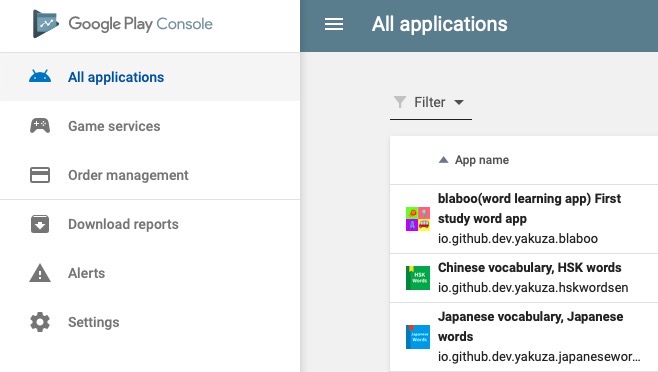 Google Play Console
All applications
All applications
Game services
Order management
Download reports
Alerts
Settings
Filter
App name
blaboo(word learning app) First
study word app
io.github.dev.yakuza.blaboo
HSK
Words
Chinese vocabulary, HSK words
io.github.dev.yakuza.hskwordsen
Japanese
Words
Japanese vocabulary, Japanese
words
io.github.dev.yakuza.japanesewor...